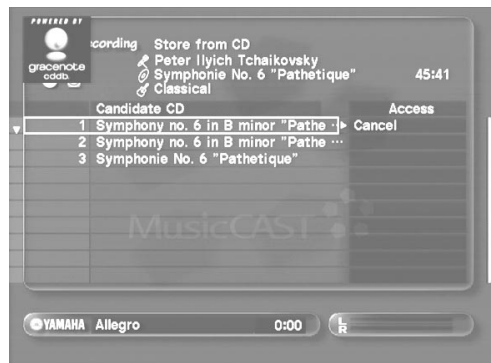 POWERED BY
gracenote
cddb.
cording Store from CD
Peter Ilyich Tchaikovsky
Symphonie No. 6 "Pathetique" 45:41
Classical
Candidate CD Access
1 Symphony no. 6 in B minor "Pathe ... Cancel
2 Symphony no. 6 in B minor "Pathe ...
3 Symphonie No. 6 "Pathetique"
MusicCAST
YAMAHA Allegro 0:00 L
R